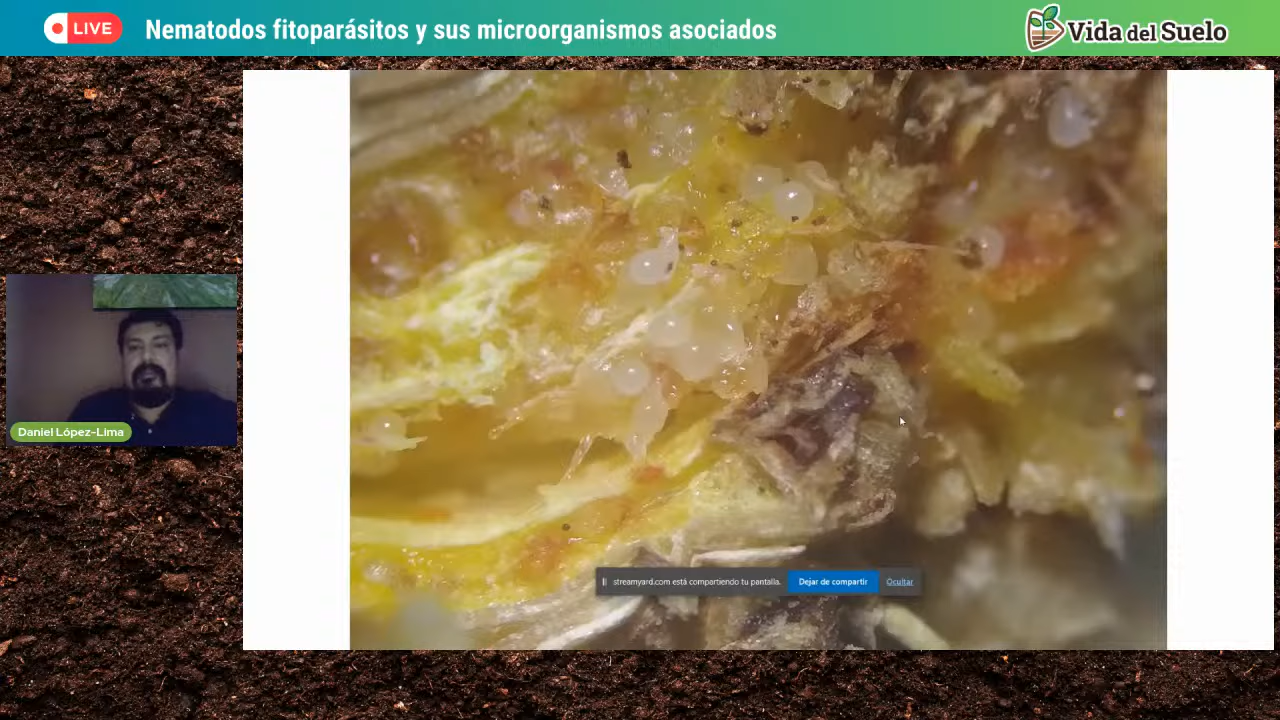 LIVE
Nematodos fitoparásitos y sus microorganismos asociados
Vida del Suelo
Daniel López-Lima
streamyard.com está compartiendo tu pantalla.
Dejar de compartir
Ocultar